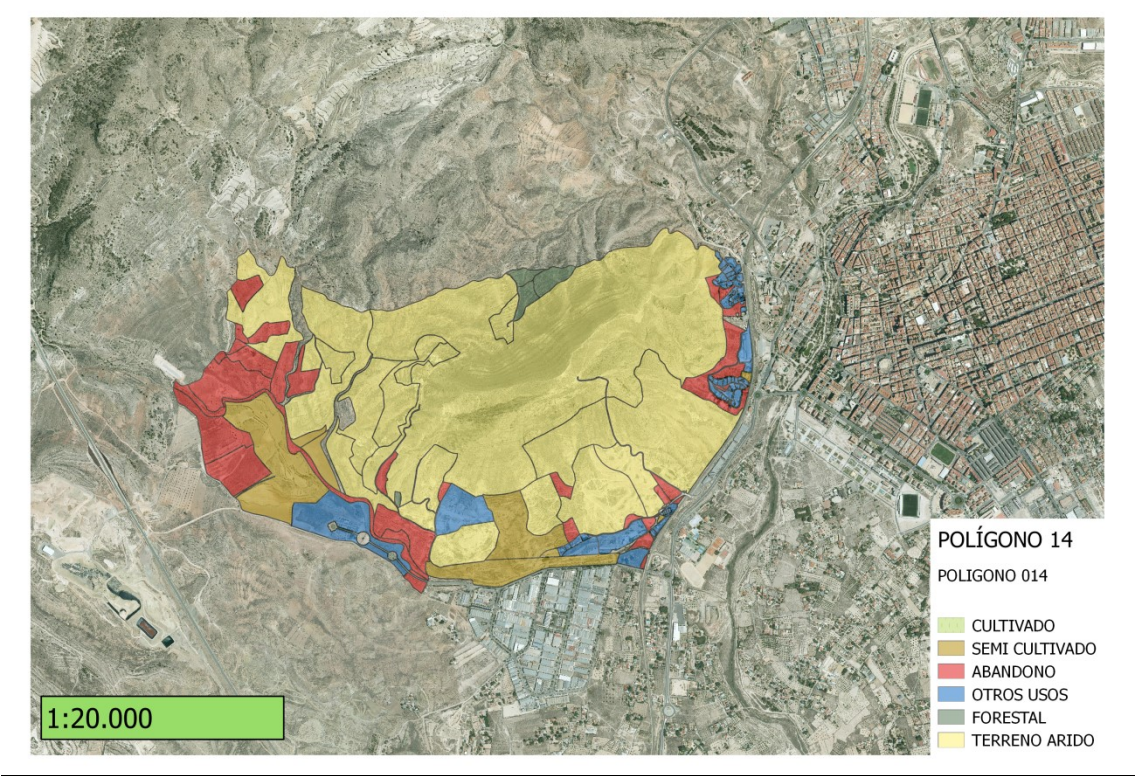 POLÍGONO 14
POLIGONO 014
CULTIVADO
SEMI CULTIVADO
ABANDONO
OTROS USOS
FORESTAL
TERRENO ARIDO
1:20.000